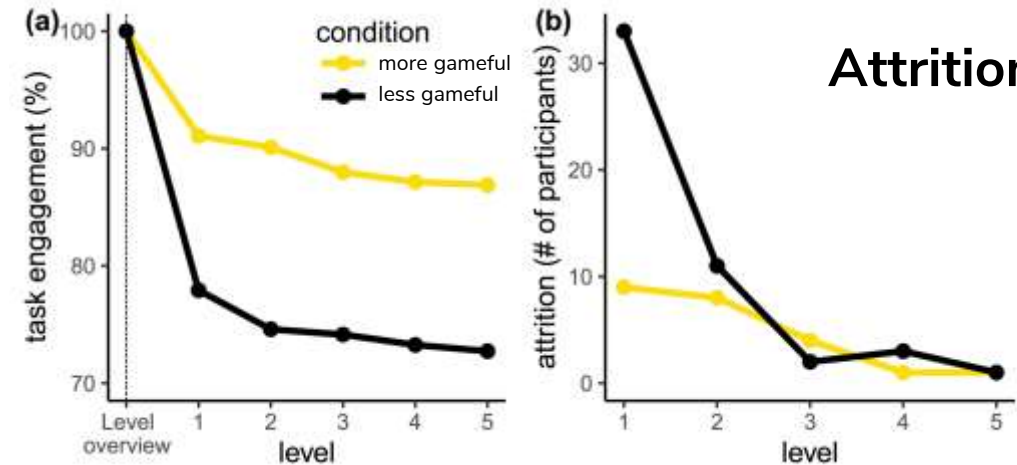 (a)
100
90
80
70
task engagement (%)
condition
more gameful
less gameful
Level
overview
1 2 3 4 5
level
(b)
30
20
10
0
attrition (# of participants)
Attrition
1 2 3 4 5
level